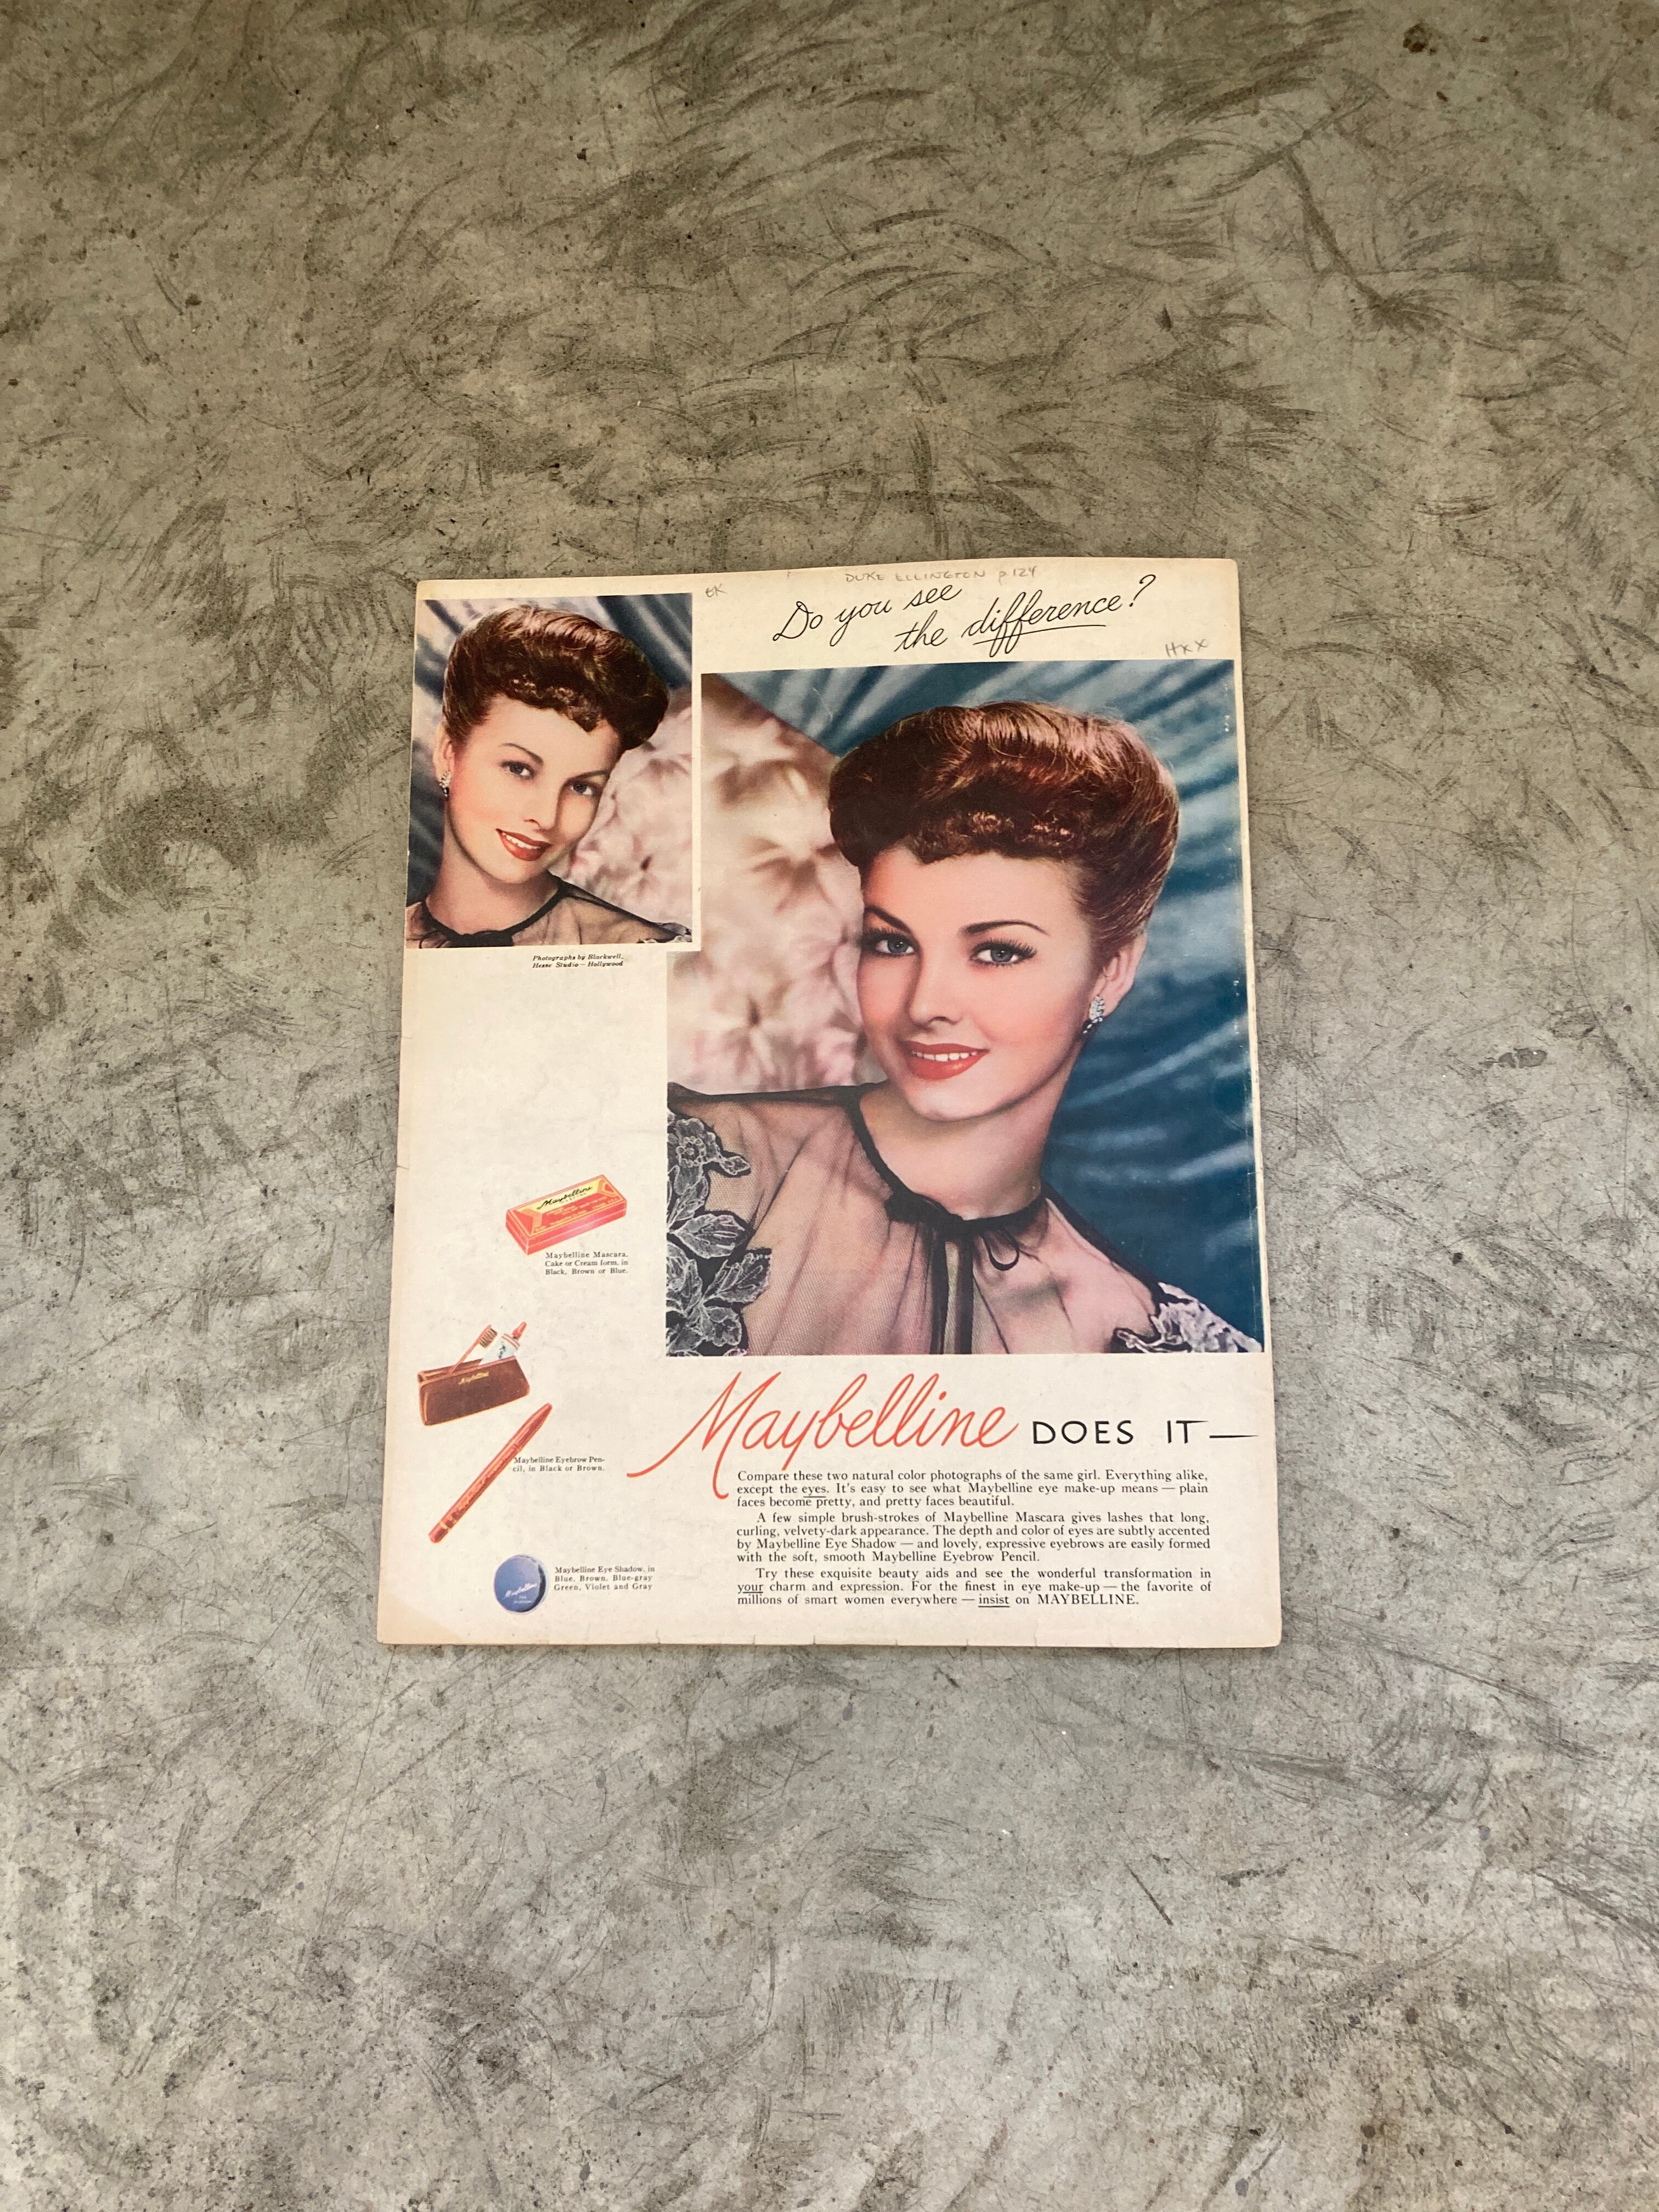 DUKE ELLINGTON p 124
Do you see
the difference?
Photographs by Blackwell,
Hesse Studio — Hollywood
Maybelline
Maybelline Mascara,
Cake or Cream form, in
Black, Brown or Blue.
Maybelline
Maybelline Eyebrow Pen-
cil, in Black or Brown.
Maybelline
Maybelline Eye Shadow, in
Blue, Brown, Blue-gray
Green, Violet and Gray
Maybelline DOES IT—
Compare these two natural color photographs of the same girl. Everything alike,
except the eyes. It's easy to see what Maybelline eye make-up means — plain
faces become pretty, and pretty faces beautiful.
A few simple brush-strokes of Maybelline Mascara gives lashes that long,
curling, velvety-dark appearance. The depth and color of eyes are subtly accented
by Maybelline Eye Shadow — and lovely, expressive eyebrows are easily formed
with the soft, smooth Maybelline Eyebrow Pencil.
Try these exquisite beauty aids and see the wonderful transformation in
your charm and expression. For the finest in eye make-up — the favorite of
millions of smart women everywhere — insist on MAYBELLINE.